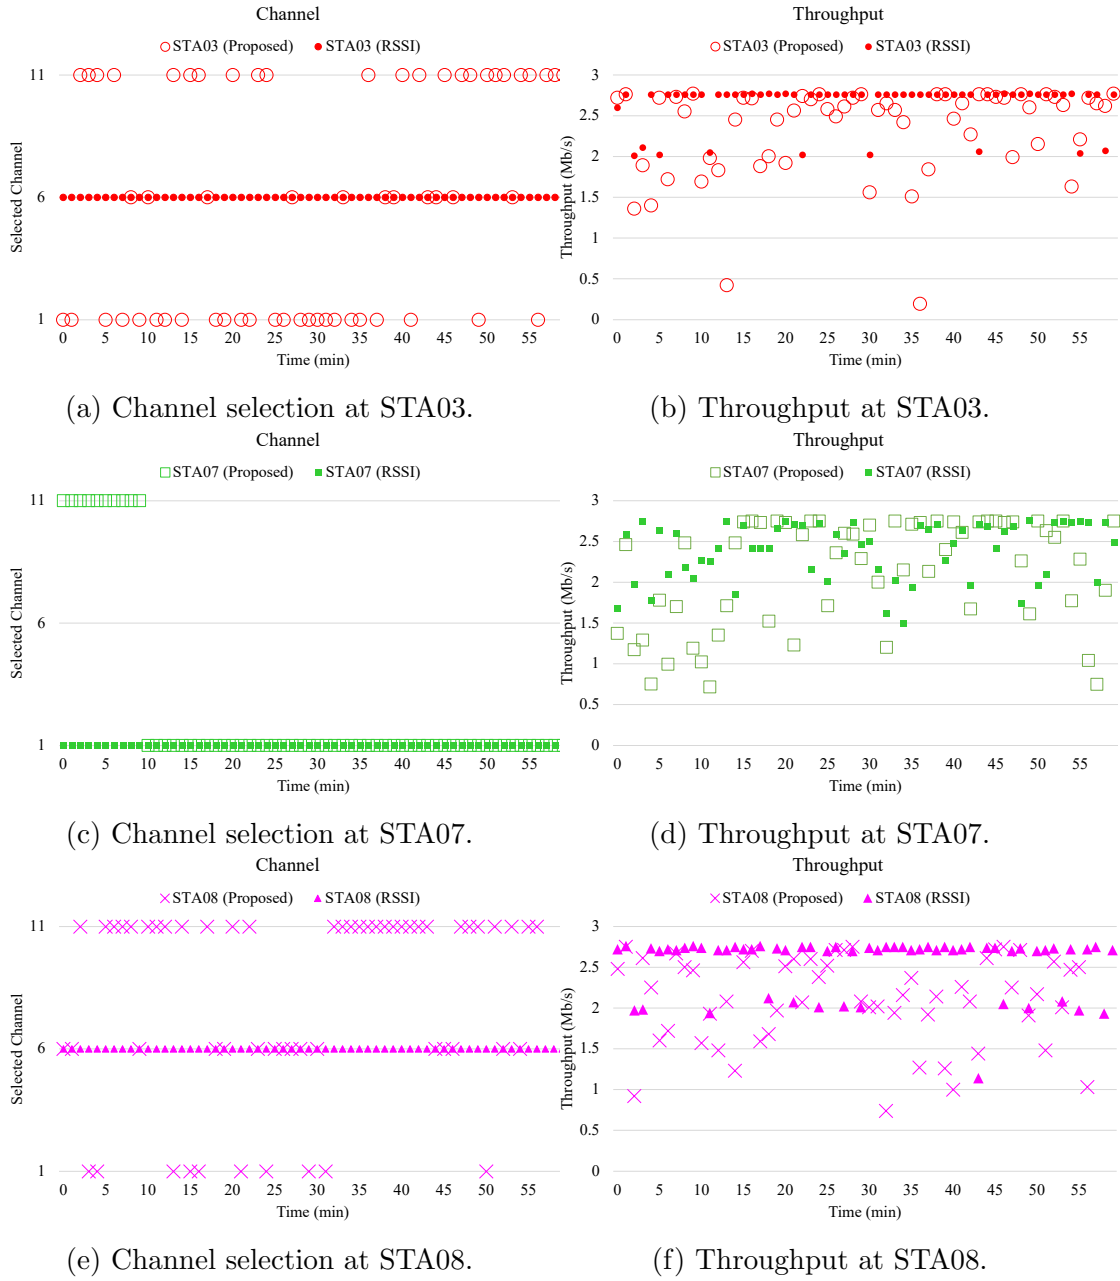 Channel
STA03 (Proposed) STA03 (RSSI)
Selected Channel
11
6
1
0 5 10 15 20 25 30 35 40 45 50 55
Time (min)
(a) Channel selection at STA03.
Throughput
STA03 (Proposed) STA03 (RSSI)
Throughput (Mb/s)
3
2.5
2
1.5
1
0.5
0
0 5 10 15 20 25 30 35 40 45 50 55
Time (min)
(b) Throughput at STA03.
Channel
STA07 (Proposed) STA07 (RSSI)
Selected Channel
11
6
1
0 5 10 15 20 25 30 35 40 45 50 55
Time (min)
(c) Channel selection at STA07.
Throughput
STA07 (Proposed) STA07 (RSSI)
Throughput (Mb/s)
3
2.5
2
1.5
1
0.5
0
0 5 10 15 20 25 30 35 40 45 50 55
Time (min)
(d) Throughput at STA07.
Channel
STA08 (Proposed) STA08 (RSSI)
Selected Channel
11
6
1
0 5 10 15 20 25 30 35 40 45 50 55
Time (min)
(e) Channel selection at STA08.
Throughput
STA08 (Proposed) STA08 (RSSI)
Throughput (Mb/s)
3
2.5
2
1.5
1
0.5
0
0 5 10 15 20 25 30 35 40 45 50 55
Time (min)
(f) Throughput at STA08.